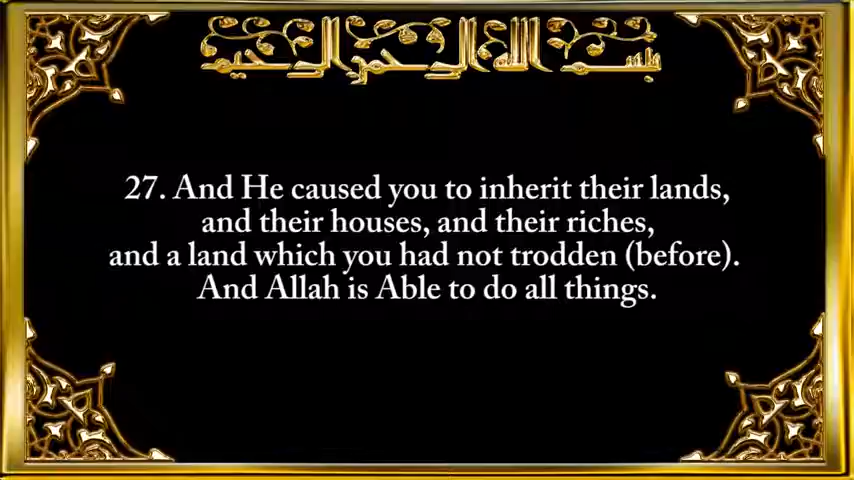 بسم الله الرحمن الرحيم
27. And He caused you to inherit their lands,
and their houses, and their riches,
and a land which you had not trodden (before).
And Allah is Able to do all things.